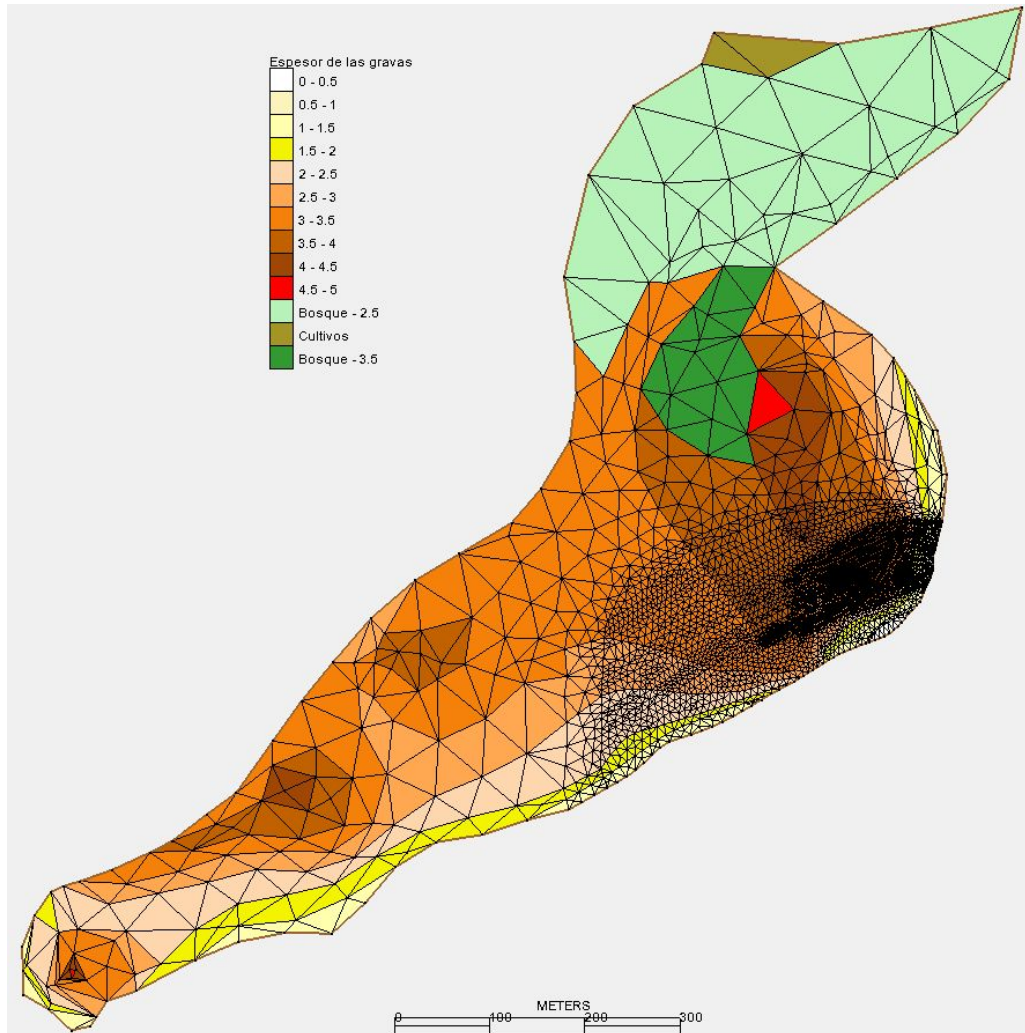 Espesor de las gravas
0 - 0.5
0.5 - 1
1 - 1.5
1.5 - 2
2 - 2.5
2.5 - 3
3 - 3.5
3.5 - 4
4 - 4.5
4.5 - 5
Bosque - 2.5
Cultivos
Bosque - 3.5
METERS
0 100 200 300